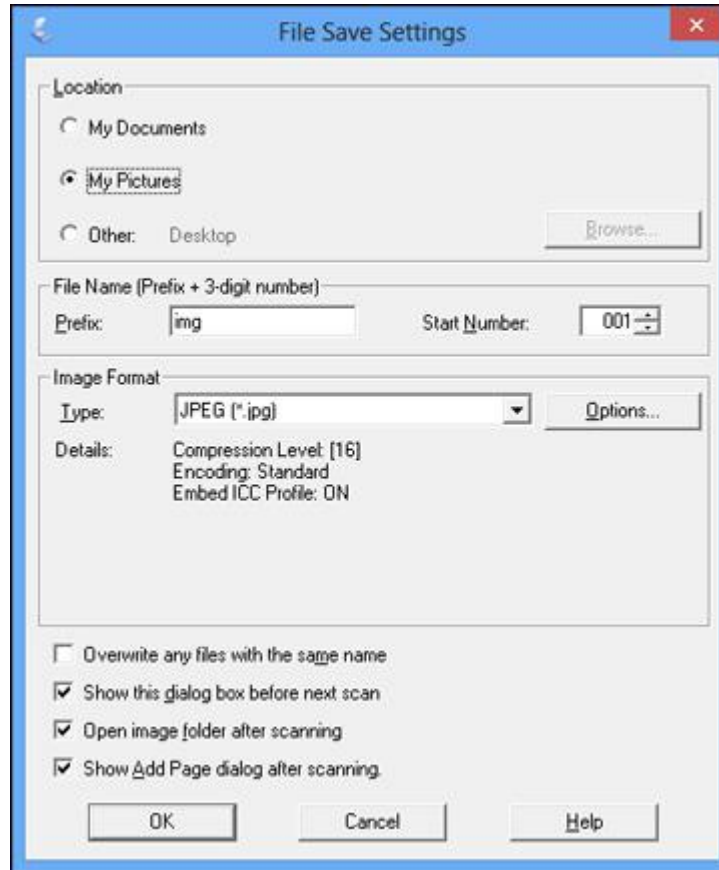 File Save Settings
Location
My Documents
My Pictures
Other: Desktop Browse...
File Name (Prefix + 3-digit number)
Prefix: img Start Number: 001
Image Format
Type: JPEG (*.jpg) Options...
Details: Compression Level: [16]
Encoding: Standard
Embed ICC Profile: ON
Overwrite any files with the same name
Show this dialog box before next scan
Open image folder after scanning
Show Add Page dialog after scanning.
OK Cancel Help